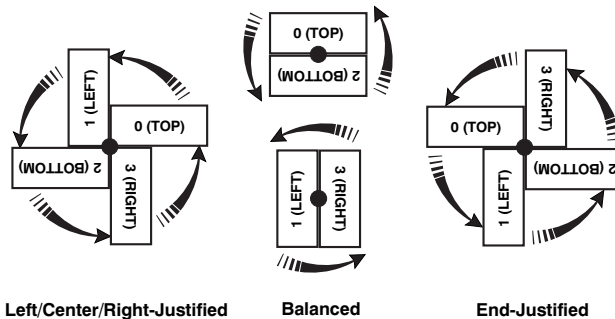 1 (LEFT)
0 (TOP)
2 (BOTTOM)
3 (RIGHT)
0 (TOP)
2 (BOTTOM)
1 (LEFT)
3 (RIGHT)
3 (RIGHT)
0 (TOP)
2 (BOTTOM)
1 (LEFT)
Left/Center/Right-Justified
Balanced
End-Justified